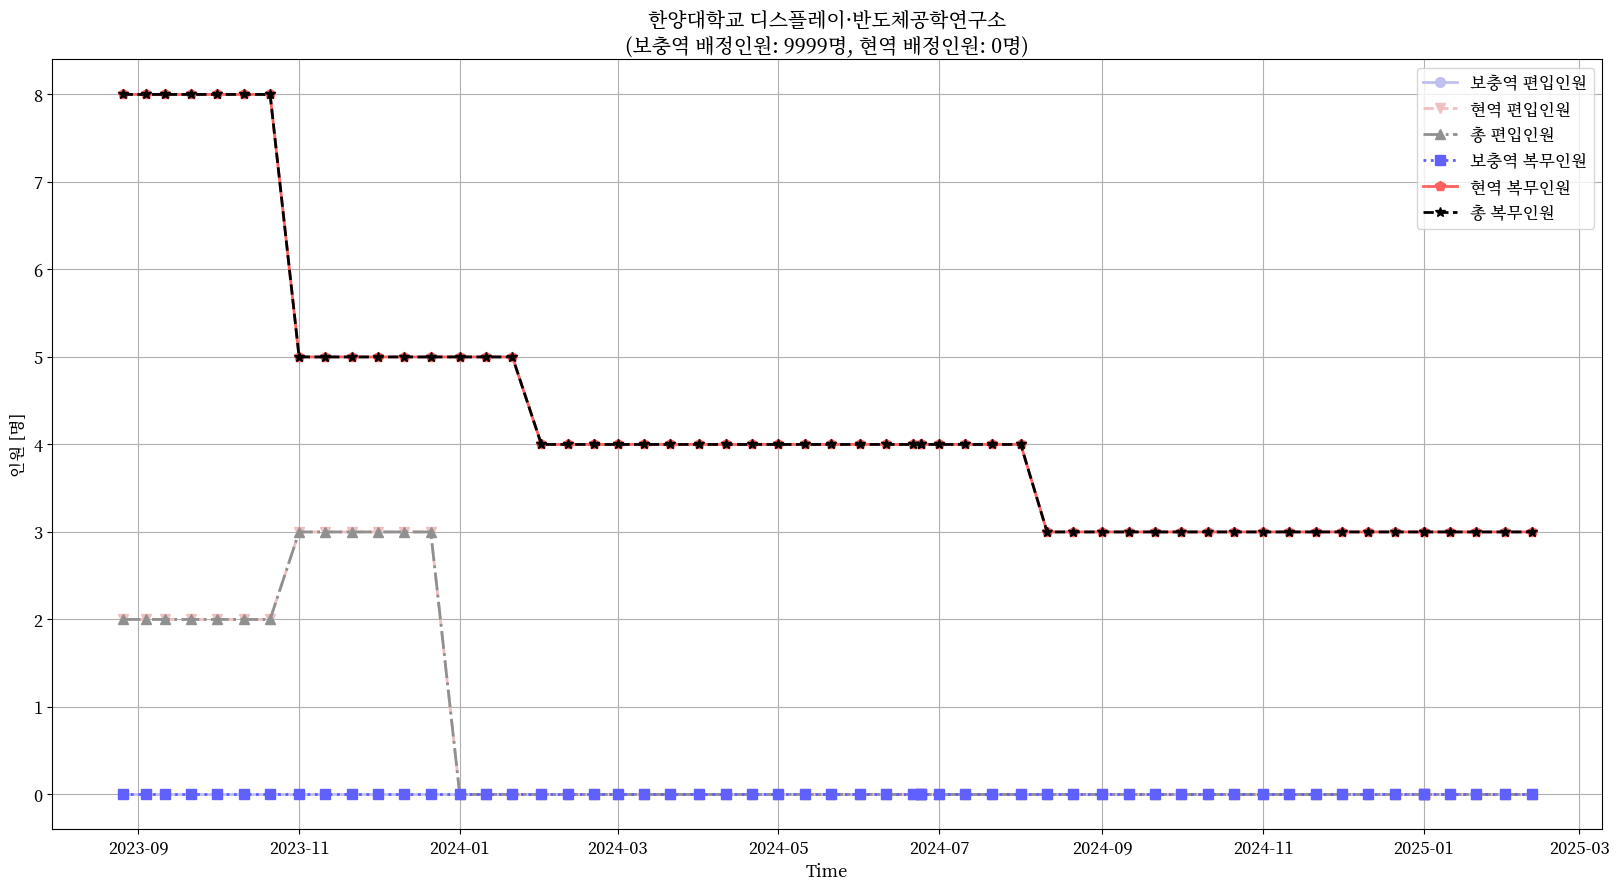 한양대학교 디스플레이·반도체공학연구소
(보충역 배정인원: 9999명, 현역 배정인원: 0명)
보충역 편입인원
현역 편입인원
총 편입인원
보충역 복무인원
현역 복무인원
총 복무인원
인원 [명]
8
7
6
5
4
3
2
1
0
2023-09
2023-11
2024-01
2024-03
2024-05
2024-07
2024-09
2024-11
2025-01
2025-03
Time